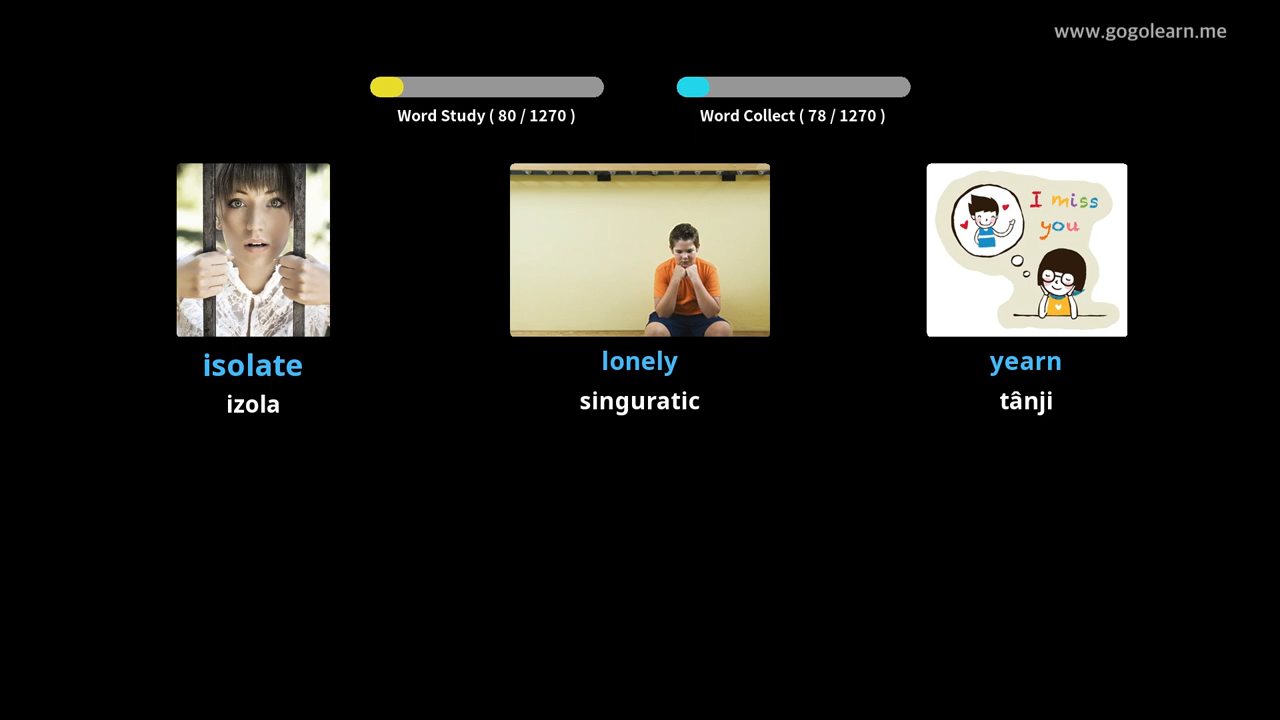 www.gogolearn.me
Word Study ( 80 / 1270 )
Word Collect ( 78 / 1270 )
I miss
you
isolate
lonely
yearn
izola
singuratic
tânji